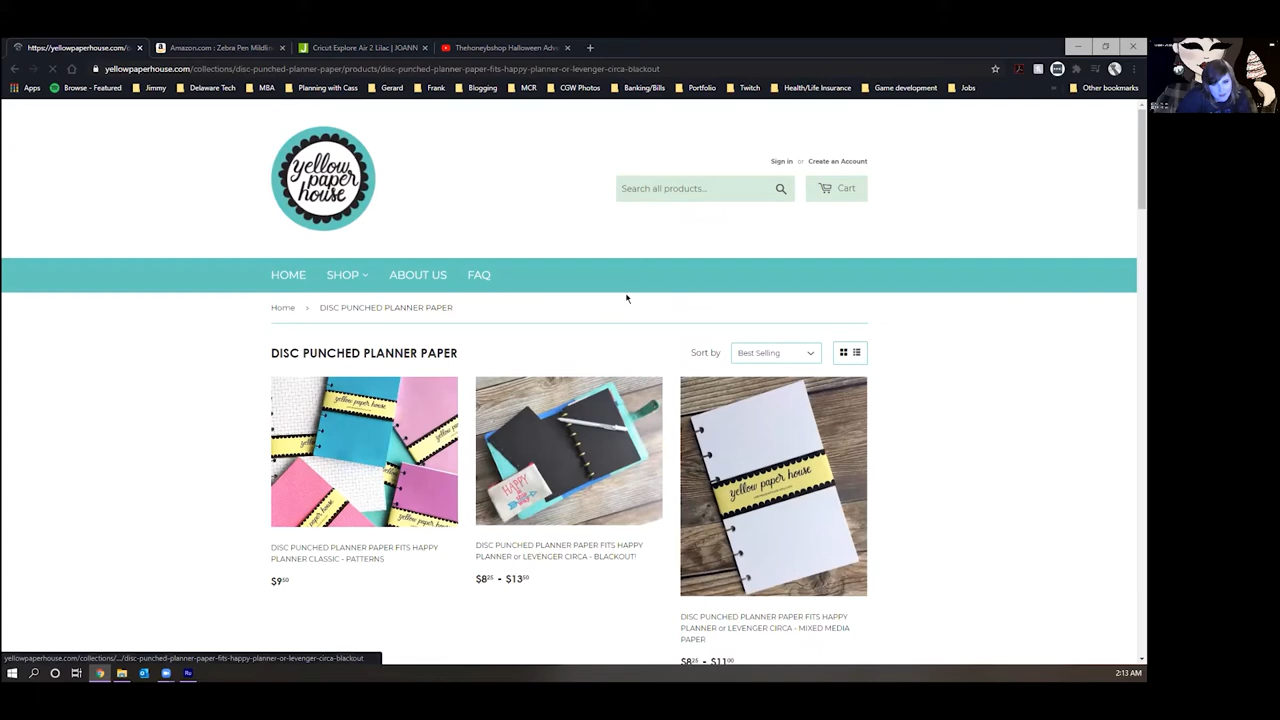 https://yellowpaperhouse.com/d
Amazon.com : Zebra Pen Mildlin
Cricut Explore Air 2 Lilac | JOANN
Thehoneybshop Halloween Adv
yellowpaperhouse.com/collections/disc-punched-planner-paper/products/disc-punched-planner-paper-fits-happy-planner-or-levenger-circa-blackout
Apps Browse - Featured Jimmy Delaware Tech MBA Planning with Cass Gerard Frank Blogging MCR CGW Photos Banking/Bills Portfolio Twitch Health/Life Insurance Game development Jobs Other bookmarks
yellow
paper
house
Sign in or Create an Account
Search all products...
Cart
HOME SHOP ABOUT US FAQ
Home › DISC PUNCHED PLANNER PAPER
DISC PUNCHED PLANNER PAPER
Sort by Best Selling
yellow paper house
HAPPY
yellow paper house
DISC PUNCHED PLANNER PAPER FITS HAPPY
PLANNER CLASSIC - PATTERNS
$9.50
DISC PUNCHED PLANNER PAPER FITS HAPPY
PLANNER or LEVENGER CIRCA - BLACKOUT!
$8.25 - $13.50
DISC PUNCHED PLANNER PAPER FITS HAPPY
PLANNER or LEVENGER CIRCA - MIXED MEDIA
PAPER
$8.25 - $11.00
yellowpaperhouse.com/collections/.../disc-punched-planner-paper-fits-happy-planner-or-levenger-circa-blackout
2:13 AM